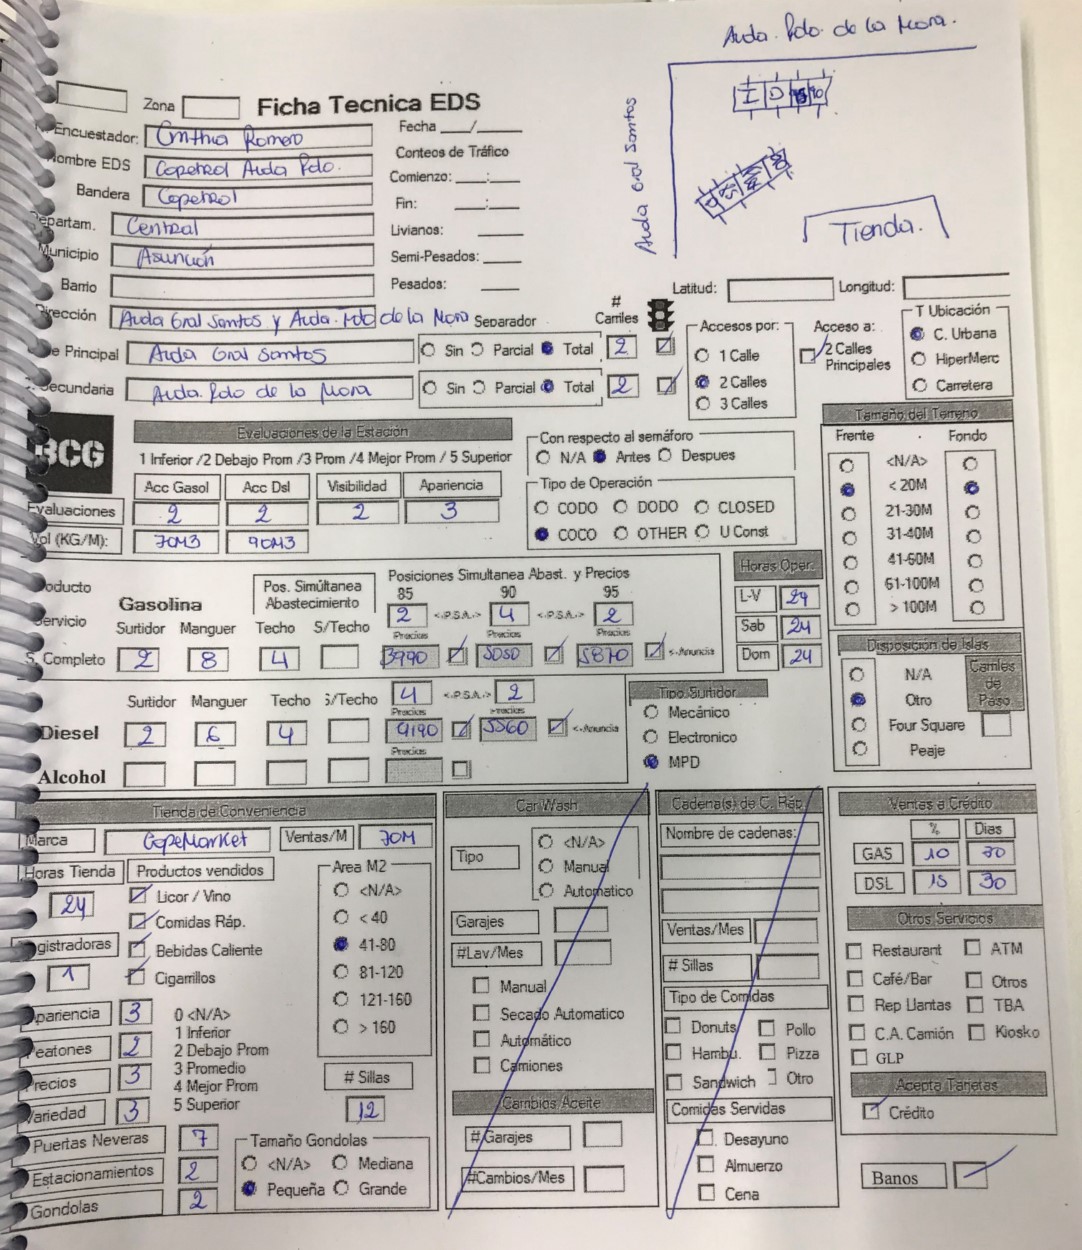 Avda. Pdo. de la Mora.
Avda Gral Santos
Tienda.
Zona
Ficha Tecnica EDS
Encuestador: Cinthia Romero
Fecha ___/____
ombre EDS Copetrol Avda Pdo.
Conteos de Tráfico
Bandera Copetrol
Comienzo: ___:___
Fin: ___:___
epartam. Central
Livianos: ____
Municipio Asunción
Semi-Pesados: ____
Barrio
Pesados: ____
Latitud:
Longitud:
irección Avda Gral Santos y Avda. Pdo de la Mora
Separador
# Carriles
e Principal Avda Gral Santos
Sin Parcial Total 2
Secundaria Avda. Pdo de la Mora
Sin Parcial Total 2
Accesos por:
1 Calle
2 Calles
3 Calles
Acceso a:
2 Calles
Principales
T Ubicación
C. Urbana
HiperMerc
Carretera
BCG
Evaluaciones de la Estación
1 Inferior /2 Debajo Prom /3 Prom /4 Mejor Prom / 5 Superior
Acc Gasol Acc Dsl Visibilidad Apariencia
valuaciones 2 2 2 3
Vol (KG/M): 70M3 90M3
Con respecto al semáforo
N/A Antes Despues
Tipo de Operación
CODO DODO CLOSED
COCO OTHER U Const
Tamaño del Terreno
Frente Fondo
<N/A>
< 20M
21-30M
31-40M
41-60M
61-100M
> 100M
oducto
Servicio
Gasolina
Pos. Simúltanea
Abastecimiento
Posiciones Simultanea Abast. y Precios
85 90 95
2 <.P.S.A.> 4 <.P.S.A.> 2
Surtidor Manguer Techo S/Techo
Precios Precios Precios
S. Completo 2 8 4
3990 5050 5870 <-Anuncia
Horas Oper.
L-V 24
Sab 24
Dom 24
Surtidor Manguer Techo S/Techo
4 <.P.S.A.> 2
Precios Precios
Diesel 2 6 4
4190 5560 <-Anuncia
Precios
Alcohol
Tipo Surtidor
Mecánico
Electronico
MPD
Disposición de Islas
N/A
Otro
Four Square
Peaje
Carriles
de
Paso
Tienda de Conveniencia
Marca CopeMarket Ventas/M 70M
Horas Tienda Productos vendidos
24
Licor / Vino
Comidas Ráp.
gistradoras
Bebidas Caliente
1
Cigarrillos
Area M2
<N/A>
< 40
41-80
81-120
121-160
> 160
pariencia 3
Peatones 2
Precios 3
Variedad 3
0 <N/A>
1 Inferior
2 Debajo Prom
3 Promedio
4 Mejor Prom
5 Superior
# Sillas
12
Puertas Neveras 7
Estacionamientos 2
Gondolas 2
Tamaño Gondolas
<N/A> Mediana
Pequeña Grande
Car Wash
Tipo
<N/A>
Manual
Automatico
Garajes
#Lav/Mes
Manual
Secado Automatico
Automático
Camiones
Cambios Aceite
# Garajes
#Cambios/Mes
Cadena(s) de C. Ráp.
Nombre de cadenas:
Ventas/Mes
# Sillas
Tipo de Comidas
Donuts Pollo
Hambu. Pizza
Sandwich Otro
Comidas Servidas
Desayuno
Almuerzo
Cena
Ventas a Crédito
% Dias
GAS 10 30
DSL 15 30
Otros Servicios
Restaurant ATM
Café/Bar Otros
Rep Llantas TBA
C.A. Camión Kiosko
GLP
Acepta Tarjetas
Crédito
Banos